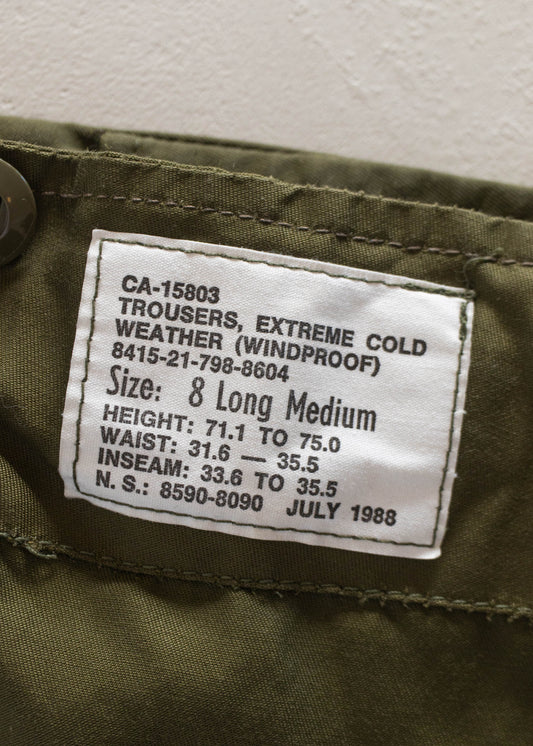 CA-15803
TROUSERS, EXTREME COLD
WEATHER (WINDPROOF)
8415-21-798-8604
Size: 8 Long Medium
HEIGHT: 71.1 TO 75.0
WAIST: 31.6 — 35.5
INSEAM: 33.6 TO 35.5
N. S.: 8590-8090 JULY 1988